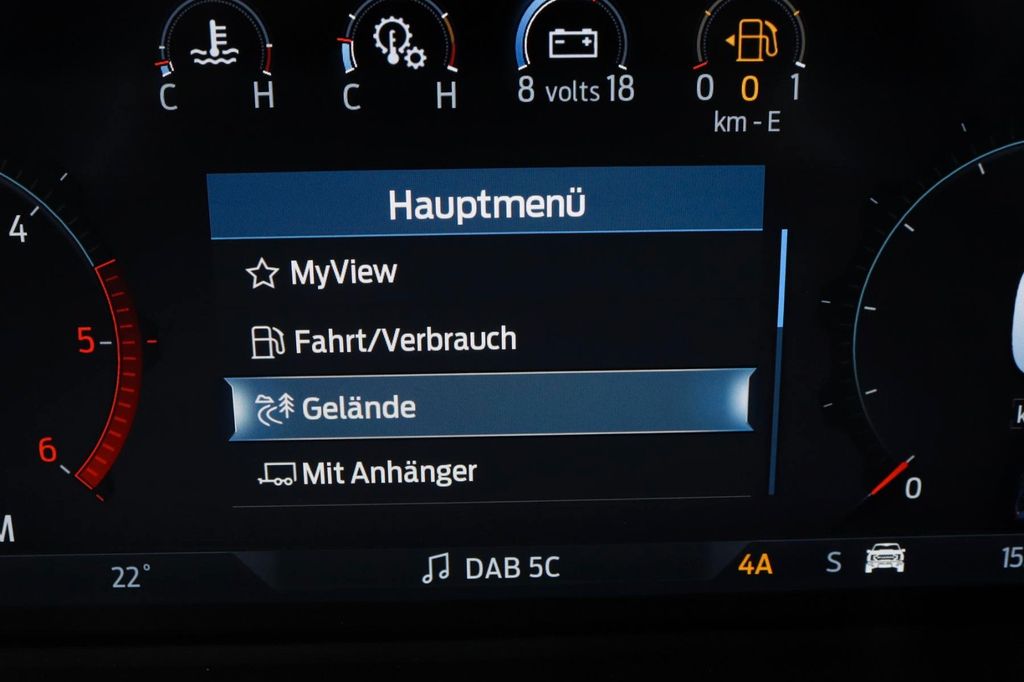 C H C H 8 volts 18 0 0 1
km - E
Hauptmenü
MyView
4
Fahrt/Verbrauch
5
Gelände
6
Mit Anhänger
0
22° DAB 5C 4A S 15